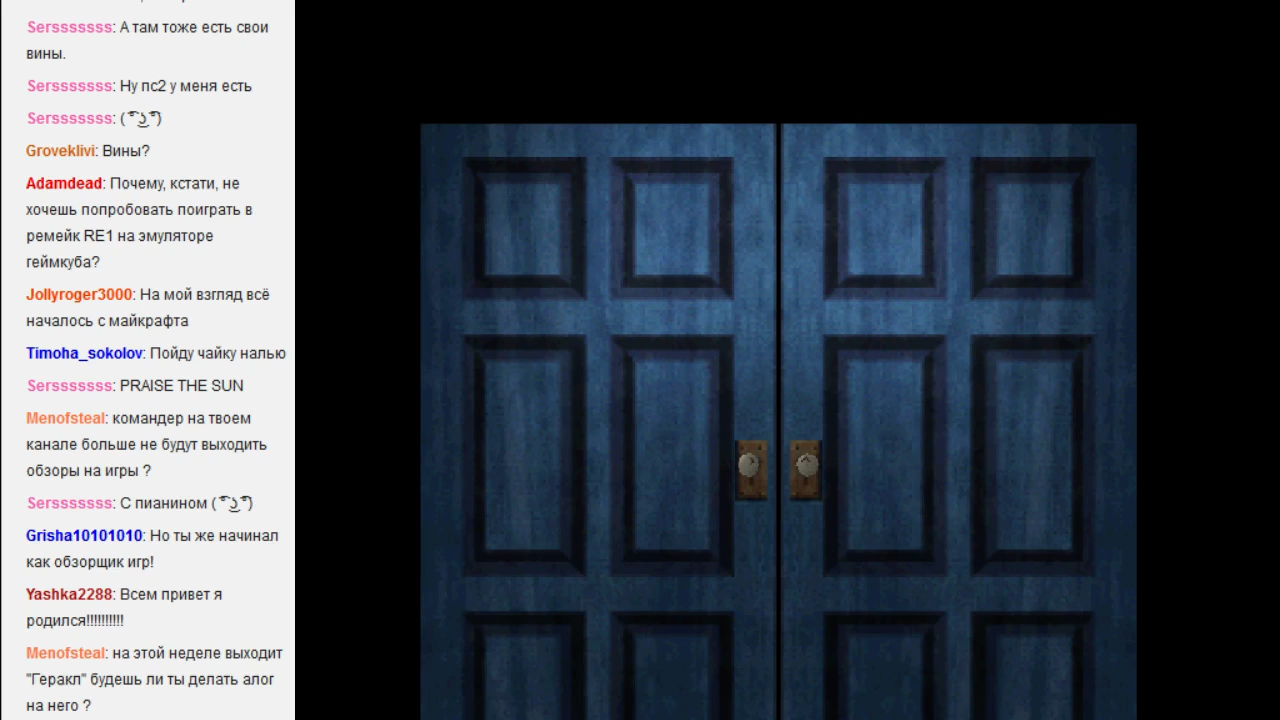 Sersssssss: А там тоже есть свои
вины.
Sersssssss: Ну пс2 у меня есть
Sersssssss: ( ͡° ͜ʖ ͡°)
Groveklivi: Вины?
Adamdead: Почему, кстати, не
хочешь попробовать поиграть в
ремейк RE1 на эмуляторе
геймкуба?
Jollyroger3000: На мой взгляд всё
началось с майкрафта
Timoha_sokolov: Пойду чайку налью
Sersssssss: PRAISE THE SUN
Menofsteal: командер на твоем
канале больше не будут выходить
обзоры на игры ?
Sersssssss: С пианином ( ͡° ͜ʖ ͡°)
Grisha10101010: Но ты же начинал
как обзорщик игр!
Yashka2288: Всем привет я
родился!!!!!!!!!!
Menofsteal: на этой неделе выходит
"Геракл" будешь ли ты делать алог
на него ?